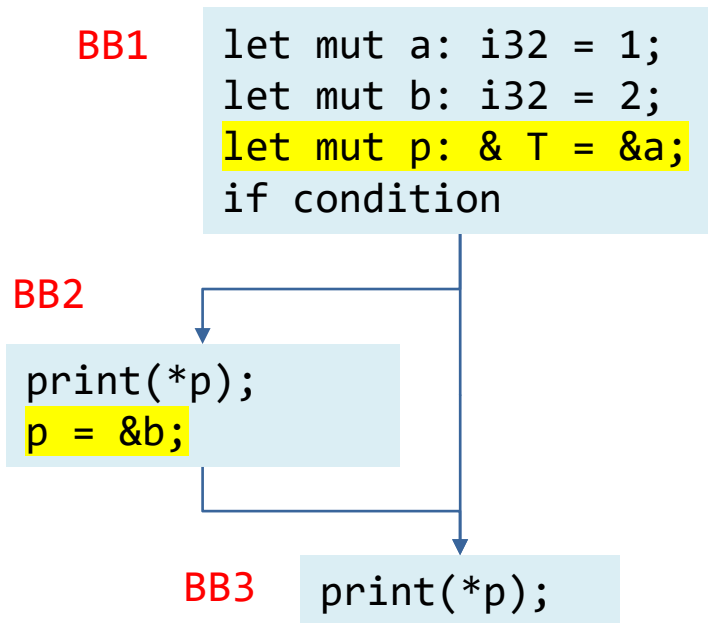 BB1
let mut a: i32 = 1;
let mut b: i32 = 2;
let mut p: & T = &a;
if condition
BB2
print(*p);
p = &b;
BB3
print(*p);